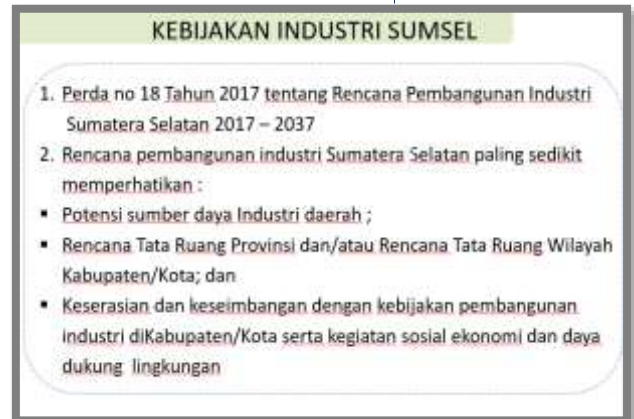 KEBIJAKAN INDUSTRI SUMSEL
1. Perda no 18 Tahun 2017 tentang Rencana Pembangunan Industri
Sumatera Selatan 2017 – 2037
2. Rencana pembangunan industri Sumatera Selatan paling sedikit
memperhatikan :
▪ Potensi sumber daya Industri daerah ;
▪ Rencana Tata Ruang Provinsi dan/atau Rencana Tata Ruang Wilayah
Kabupaten/Kota; dan
▪ Keserasian dan keseimbangan dengan kebijakan pembangunan
industri diKabupaten/Kota serta kegiatan sosial ekonomi dan daya
dukung lingkungan